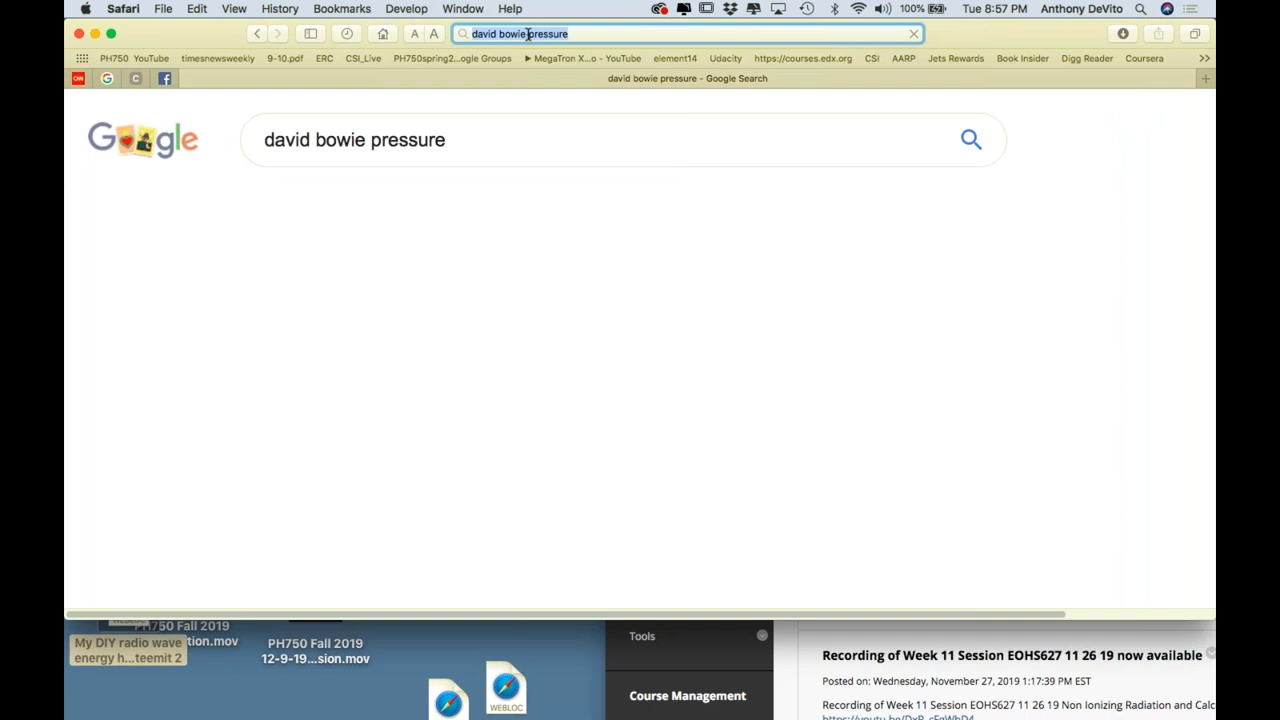 Safari File Edit View History Bookmarks Develop Window Help 100% Tue 8:57 PM Anthony DeVito
A A david bowie pressure
PH750 YouTube timesnewsweekly 9-10.pdf ERC CSI_Live PH750spring2...ogle Groups ▶ MegaTron X...o - YouTube element14 Udacity https://courses.edx.org CSI AARP Jets Rewards Book Insider Digg Reader Coursera >>
CNN G C f david bowie pressure - Google Search +
Google david bowie pressure
PH750 Fall 2019
tion.mov
My DIY radio wave
energy h...teemit 2
PH750 Fall 2019
12-9-19...sion.mov
WEBLOC
Tools
Course Management
Recording of Week 11 Session EOHS627 11 26 19 now available
Posted on: Wednesday, November 27, 2019 1:17:39 PM EST
Recording of Week 11 Session EOHS627 11 26 19 Non Ionizing Radiation and Calc